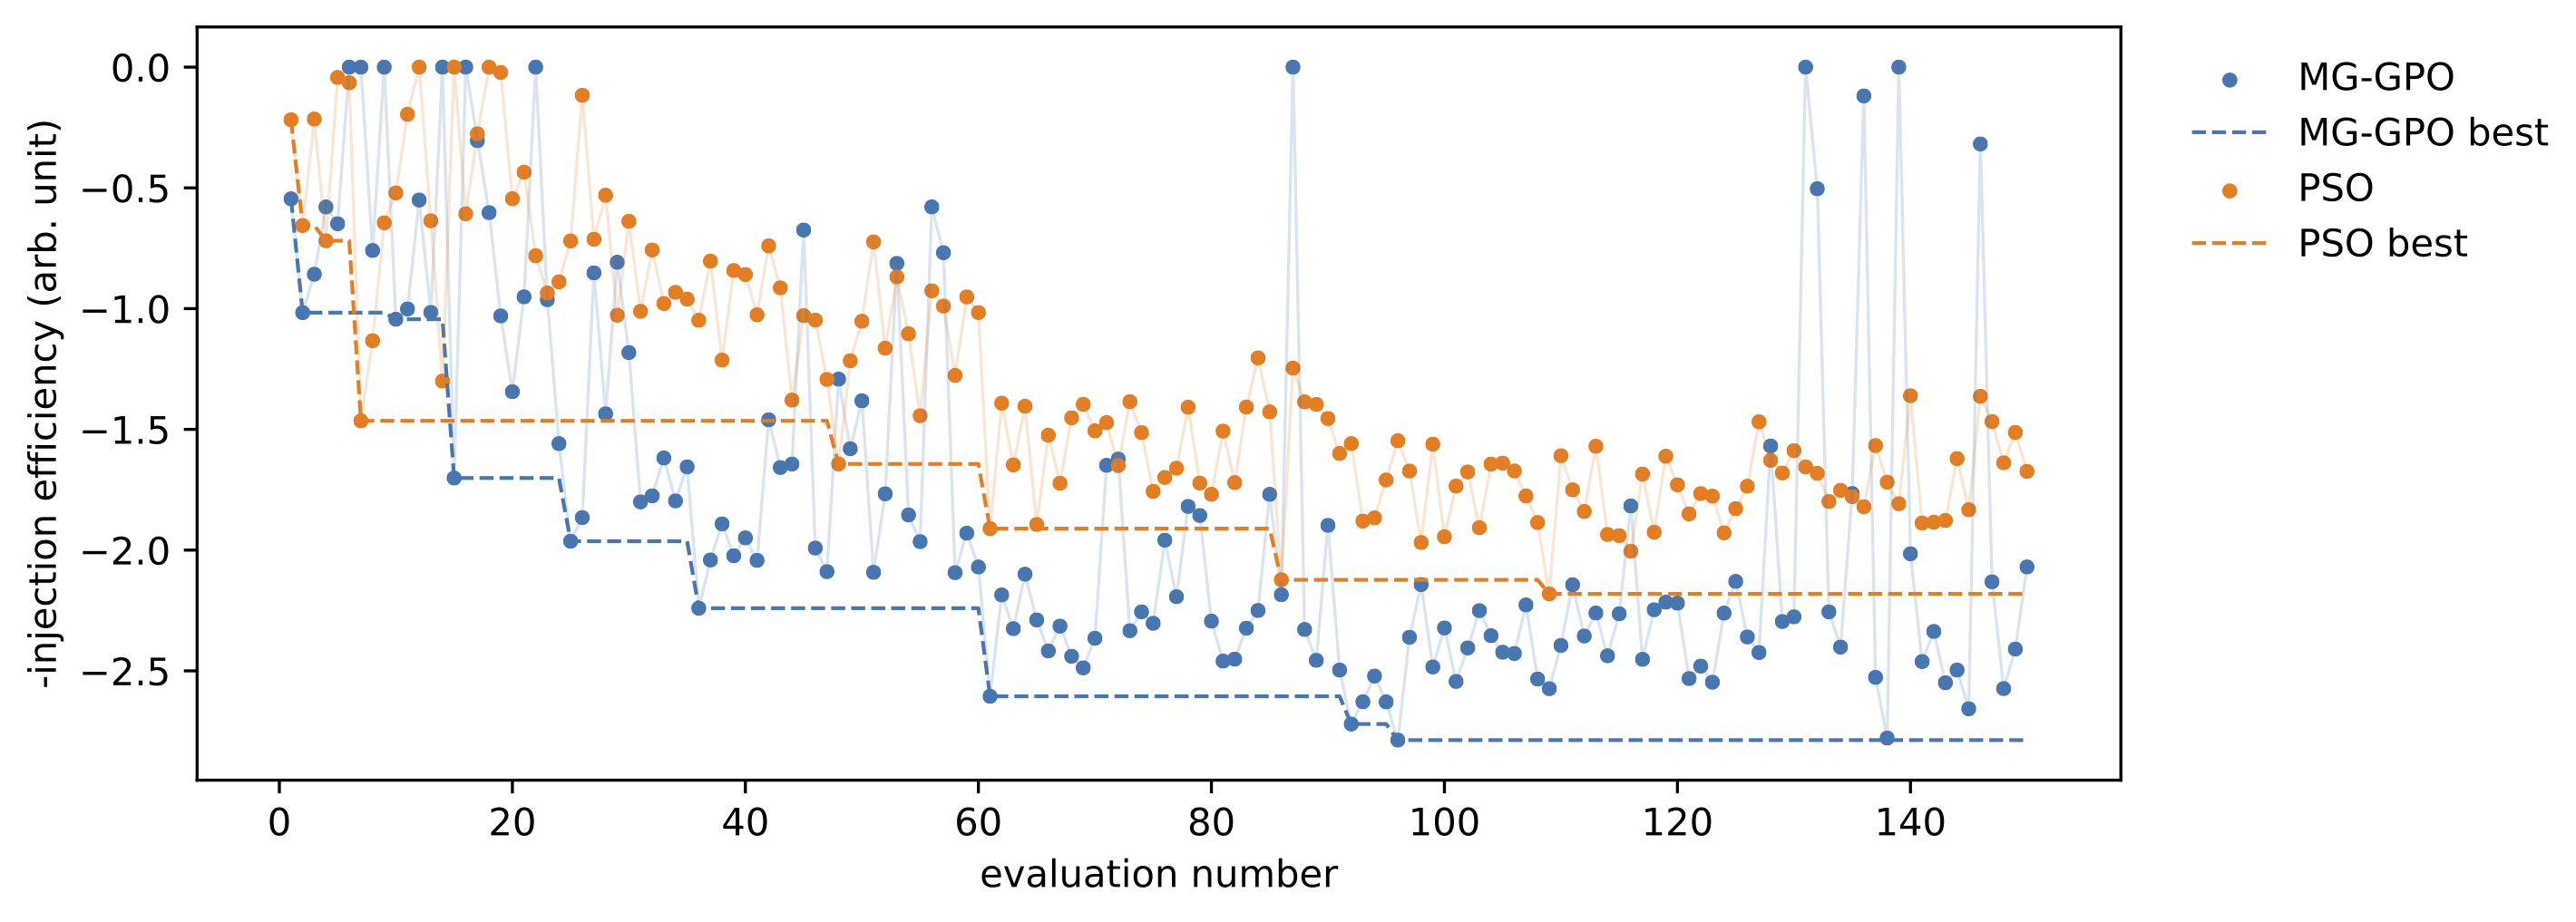 0.0
−0.5
−1.0
−1.5
−2.0
−2.5
-injection efficiency (arb. unit)
0 20 40 60 80 100 120 140
evaluation number
MG-GPO
MG-GPO best
PSO
PSO best